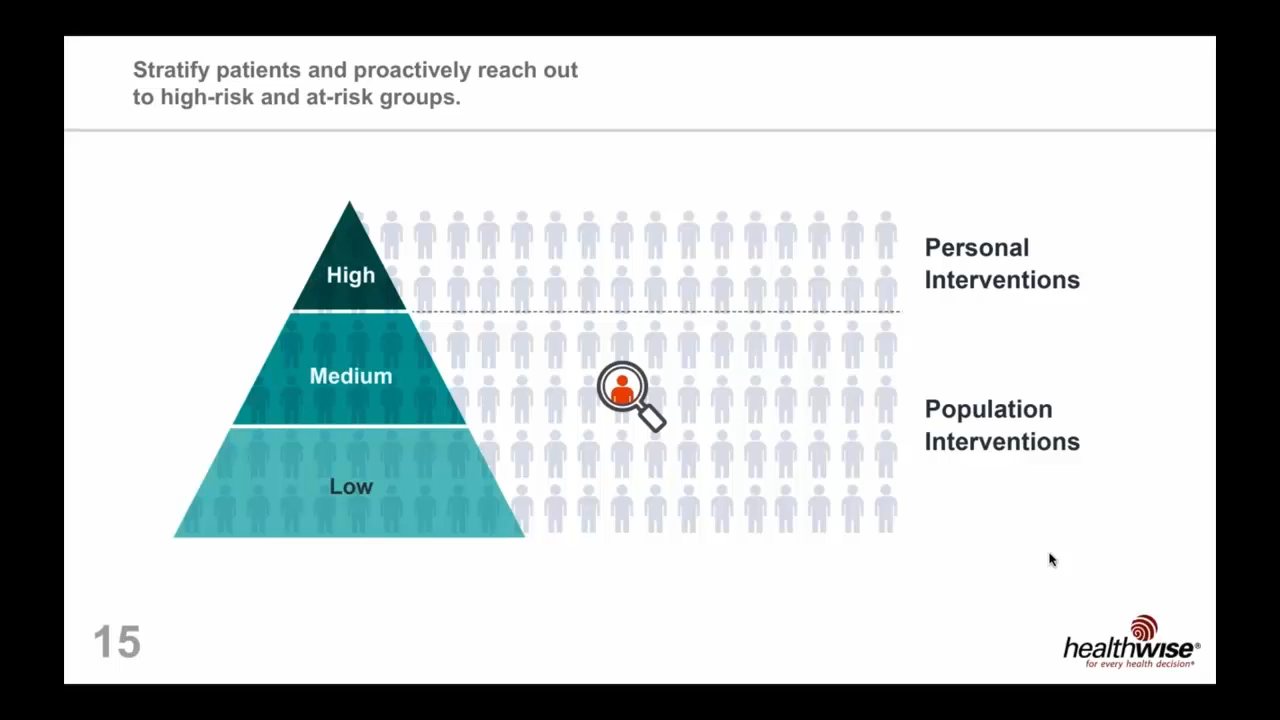 Stratify patients and proactively reach out
to high-risk and at-risk groups.
High
Personal
Interventions
Medium
Population
Interventions
Low
15
healthwise®
for every health decision®